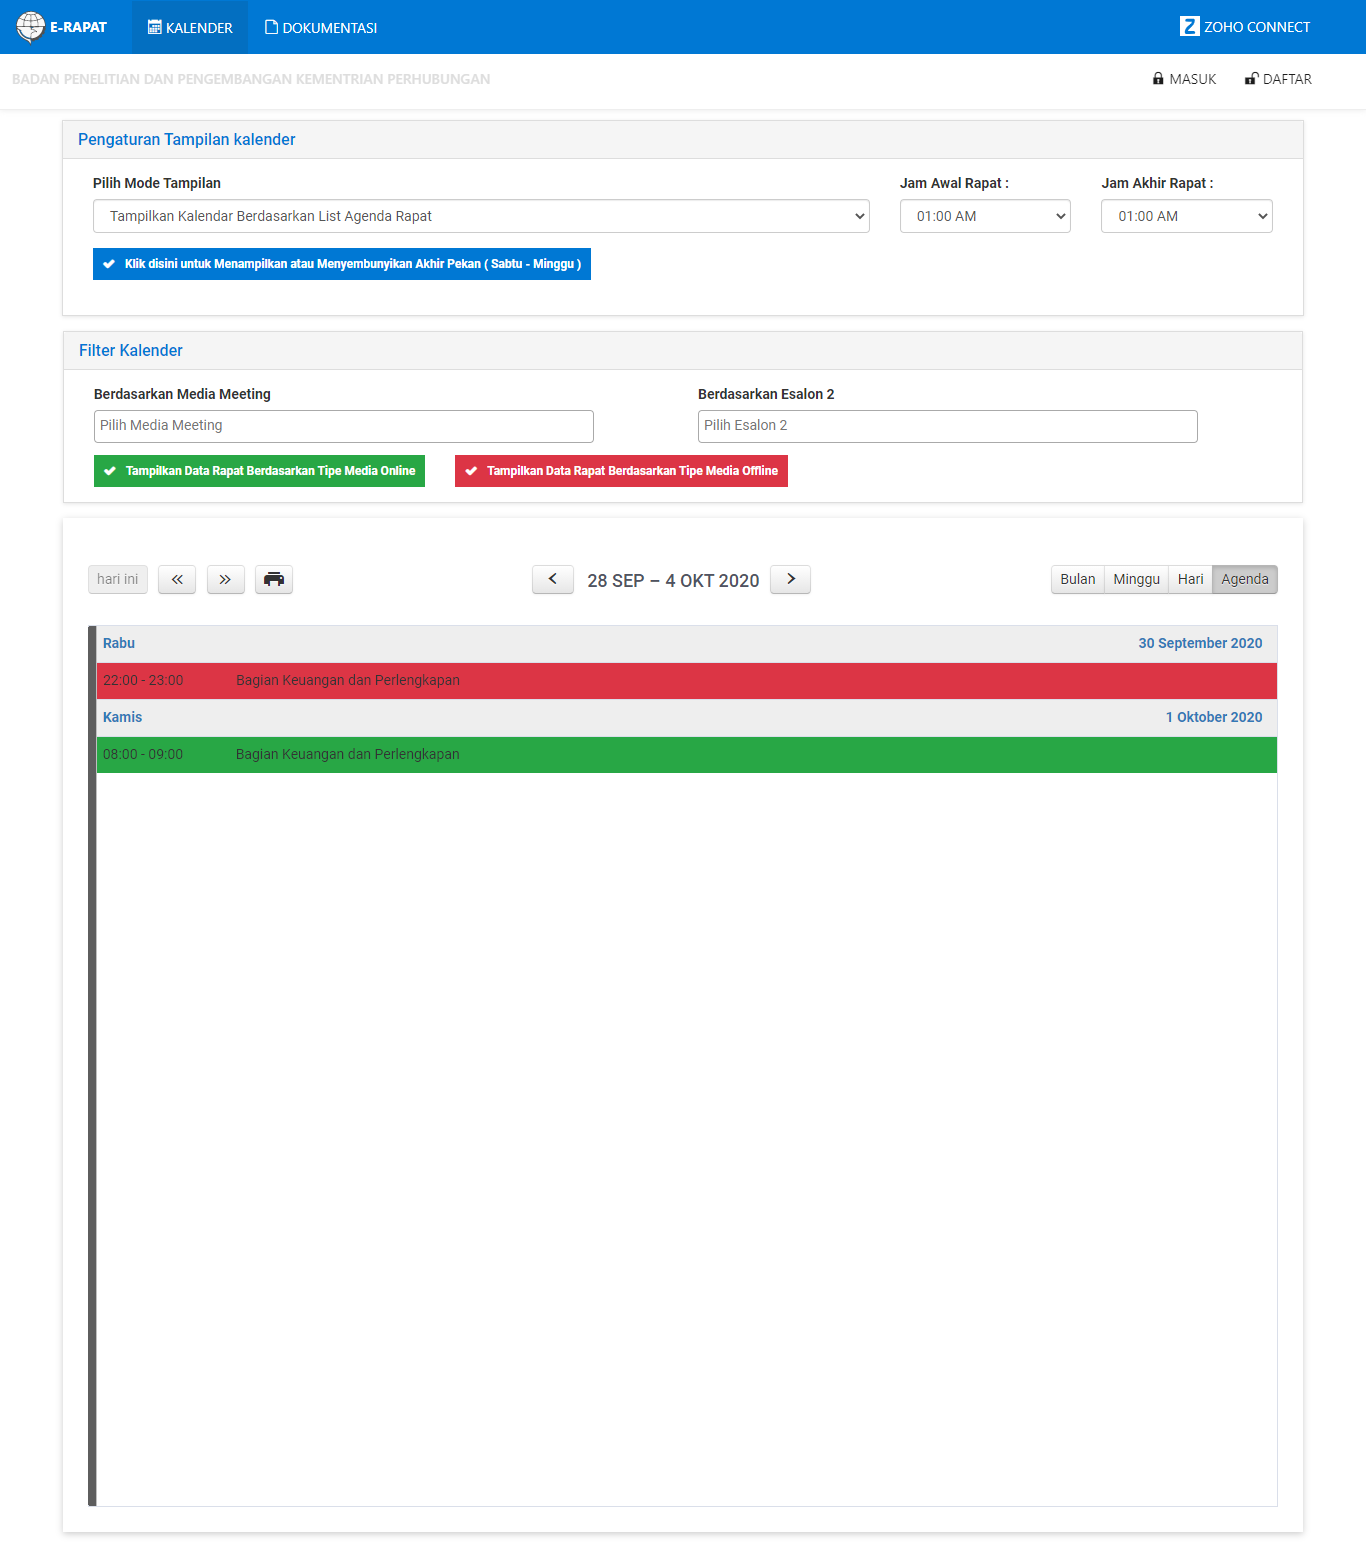 E-RAPAT KALENDER DOKUMENTASI ZOHO CONNECT
BADAN PENELITIAN DAN PENGEMBANGAN KEMENTRIAN PERHUBUNGAN MASUK DAFTAR
Pengaturan Tampilan kalender
Pilih Mode Tampilan Jam Awal Rapat : Jam Akhir Rapat :
Tampilkan Kalendar Berdasarkan List Agenda Rapat 01:00 AM 01:00 AM
Klik disini untuk Menampilkan atau Menyembunyikan Akhir Pekan ( Sabtu - Minggu )
Filter Kalender
Berdasarkan Media Meeting Berdasarkan Esalon 2
Pilih Media Meeting Pilih Esalon 2
Tampilkan Data Rapat Berdasarkan Tipe Media Online Tampilkan Data Rapat Berdasarkan Tipe Media Offline
hari ini 28 SEP – 4 OKT 2020 Bulan Minggu Hari Agenda
Rabu 30 September 2020
22:00 - 23:00 Bagian Keuangan dan Perlengkapan
Kamis 1 Oktober 2020
08:00 - 09:00 Bagian Keuangan dan Perlengkapan